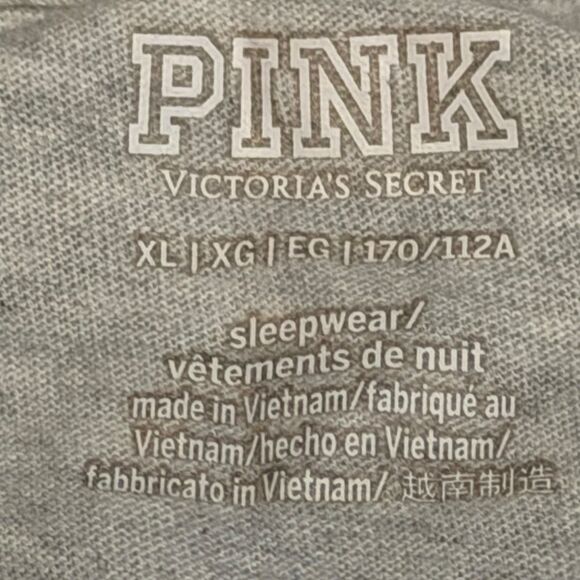 PINK
VICTORIA'S SECRET
XL | XG | EG | 170/112A
sleepwear/
vêtements de nuit
made in Vietnam/fabriqué au
Vietnam/hecho en Vietnam/
fabbricato in Vietnam/ 越南制造